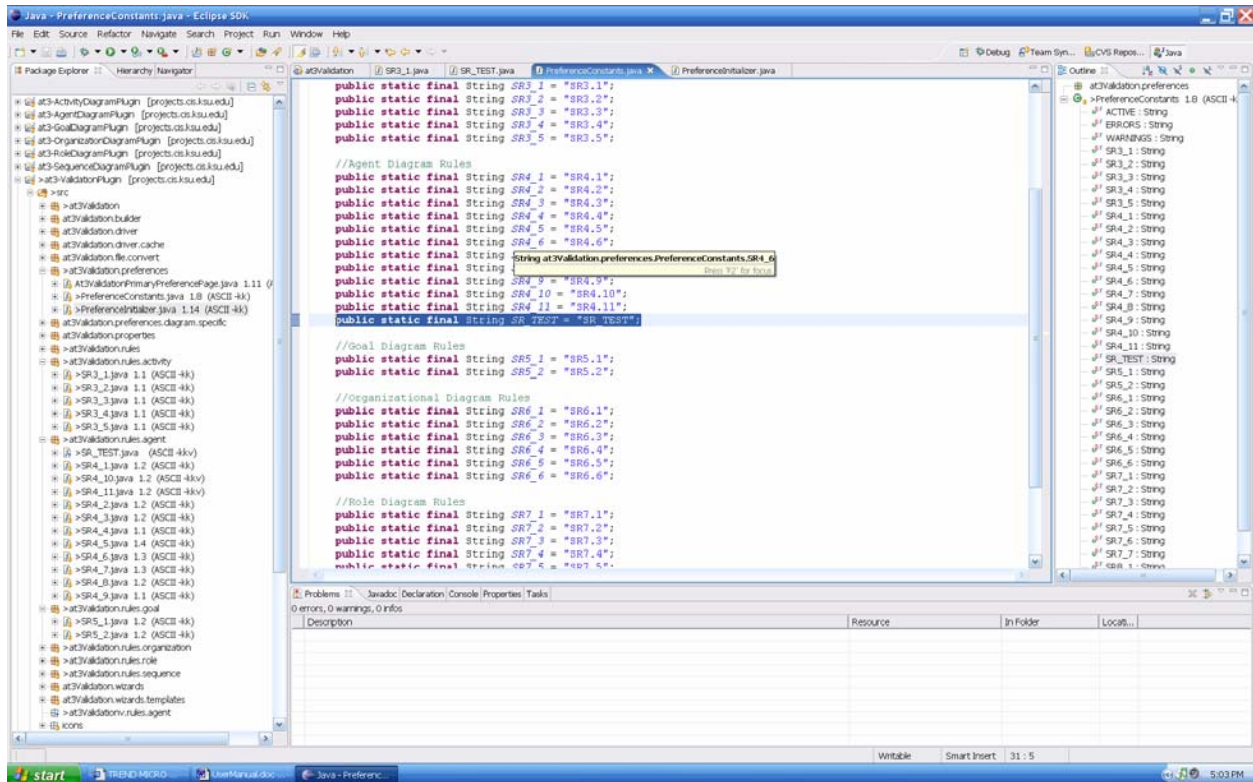 Java - PreferenceConstants.java - Eclipse SDK
File Edit Source Refactor Navigate Search Project Run Window Help
Debug Team Syn... CVS Repos... Java
Package Explorer Hierarchy Navigator
at3Validation SR3_1.java SR_TEST.java PreferenceConstants.java PreferenceInitializer.java
Outline
at3-ActivityDiagramPlugin [projects.cis.ksu.edu]
at3-AgentDiagramPlugin [projects.cis.ksu.edu]
at3-GoalDiagramPlugin [projects.cis.ksu.edu]
at3-OrganizationDiagramPlugin [projects.cis.ksu.edu]
at3-RoleDiagramPlugin [projects.cis.ksu.edu]
at3-SequenceDiagramPlugin [projects.cis.ksu.edu]
>at3-ValidationPlugin [projects.cis.ksu.edu]
>src
>at3Validation
at3Validation.builder
at3Validation.driver
at3Validation.driver.cache
at3Validation.file.convert
>at3Validation.preferences
At3ValidationPrimaryPreferencePage.java 1.11
>PreferenceConstants.java 1.8 (ASCII -kk)
>PreferenceInitializer.java 1.14 (ASCII -kk)
at3Validation.preferences.diagram.specific
at3Validation.properties
>at3Validation.rules
>at3Validation.rules.activity
>SR3_1.java 1.1 (ASCII -kk)
>SR3_2.java 1.1 (ASCII -kk)
>SR3_3.java 1.1 (ASCII -kk)
>SR3_4.java 1.1 (ASCII -kk)
>SR3_5.java 1.1 (ASCII -kk)
>at3Validation.rules.agent
>SR_TEST.java (ASCII -kkv)
>SR4_1.java 1.2 (ASCII -kk)
>SR4_10.java 1.2 (ASCII -kkv)
>SR4_11.java 1.2 (ASCII -kkv)
>SR4_2.java 1.2 (ASCII -kk)
>SR4_3.java 1.2 (ASCII -kk)
>SR4_4.java 1.1 (ASCII -kk)
>SR4_5.java 1.4 (ASCII -kk)
>SR4_6.java 1.3 (ASCII -kk)
>SR4_7.java 1.3 (ASCII -kk)
>SR4_8.java 1.2 (ASCII -kk)
>SR4_9.java 1.1 (ASCII -kk)
>at3Validation.rules.goal
>SR5_1.java 1.2 (ASCII -kk)
>SR5_2.java 1.2 (ASCII -kk)
>at3Validation.rules.organization
>at3Validation.rules.role
>at3Validation.rules.sequence
at3Validation.wizards
at3Validation.wizards.templates
>at3Validationv.rules.agent
icons
public static final String SR3_1 = "SR3.1";
public static final String SR3_2 = "SR3.2";
public static final String SR3_3 = "SR3.3";
public static final String SR3_4 = "SR3.4";
public static final String SR3_5 = "SR3.5";
//Agent Diagram Rules
public static final String SR4_1 = "SR4.1";
public static final String SR4_2 = "SR4.2";
public static final String SR4_3 = "SR4.3";
public static final String SR4_4 = "SR4.4";
public static final String SR4_5 = "SR4.5";
public static final String SR4_6 = "SR4.6";
public static final String
String at3Validation.preferences.PreferenceConstants.SR4_6
public static final String
Press 'F2' for focus
public static final String SR4_9 = "SR4.9";
public static final String SR4_10 = "SR4.10";
public static final String SR4_11 = "SR4.11";
public static final String SR_TEST = "SR_TEST";
//Goal Diagram Rules
public static final String SR5_1 = "SR5.1";
public static final String SR5_2 = "SR5.2";
//Organizational Diagram Rules
public static final String SR6_1 = "SR6.1";
public static final String SR6_2 = "SR6.2";
public static final String SR6_3 = "SR6.3";
public static final String SR6_4 = "SR6.4";
public static final String SR6_5 = "SR6.5";
public static final String SR6_6 = "SR6.6";
//Role Diagram Rules
public static final String SR7_1 = "SR7.1";
public static final String SR7_2 = "SR7.2";
public static final String SR7_3 = "SR7.3";
public static final String SR7_4 = "SR7.4";
public static final String SR7_5 = "SR7.5";
at3Validation.preferences
>PreferenceConstants 1.8 (ASCII -k
ACTIVE : String
ERRORS : String
WARNINGS : String
SR3_1 : String
SR3_2 : String
SR3_3 : String
SR3_4 : String
SR3_5 : String
SR4_1 : String
SR4_2 : String
SR4_3 : String
SR4_4 : String
SR4_5 : String
SR4_6 : String
SR4_7 : String
SR4_8 : String
SR4_9 : String
SR4_10 : String
SR4_11 : String
SR_TEST : String
SR5_1 : String
SR5_2 : String
SR6_1 : String
SR6_2 : String
SR6_3 : String
SR6_4 : String
SR6_5 : String
SR6_6 : String
SR7_1 : String
SR7_2 : String
SR7_3 : String
SR7_4 : String
SR7_5 : String
SR7_6 : String
SR7_7 : String
SR8_1 : String
Problems Javadoc Declaration Console Properties Tasks
0 errors, 0 warnings, 0 infos
Description Resource In Folder Locati...
Writable Smart Insert 31 : 5
start TREND MICRO ... UserManual.doc ... Java - Preferenc... 5:03 PM